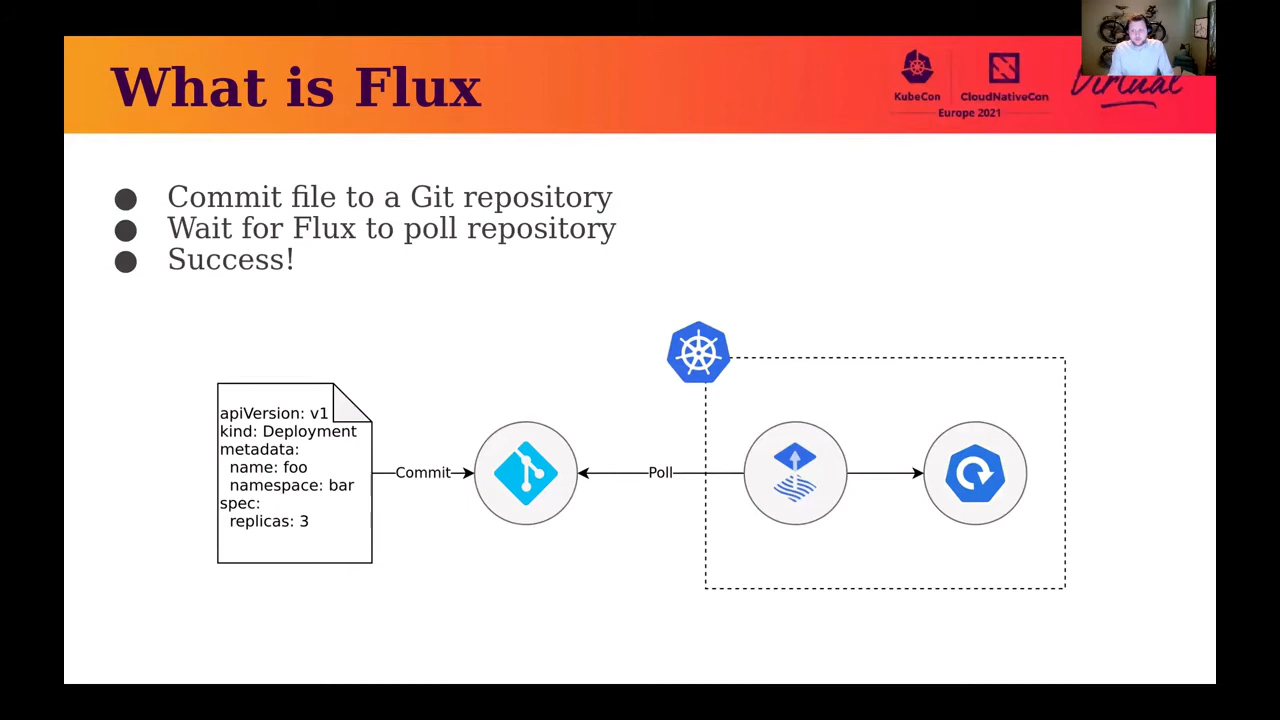 What is Flux
KubeCon
CloudNativeCon
Europe 2021
Virtual
● Commit file to a Git repository
● Wait for Flux to poll repository
● Success!
apiVersion: v1
kind: Deployment
metadata:
  name: foo
  namespace: bar
spec:
  replicas: 3
Commit
Poll